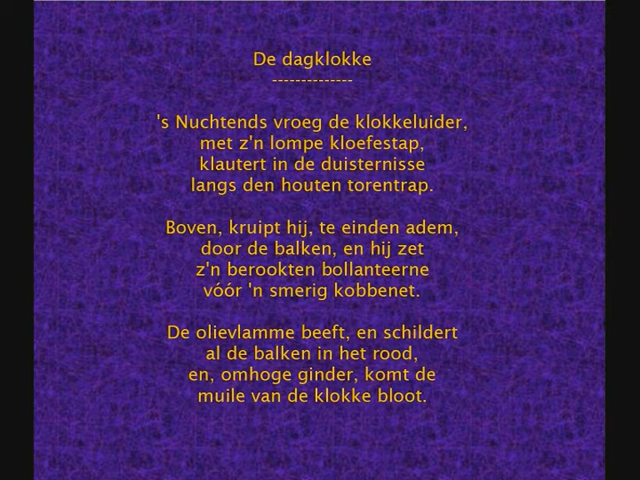 De dagklokke
--------------
's Nuchtends vroeg de klokkeluider,
met z'n lompe kloefestap,
klautert in de duisternisse
langs den houten torentrap.
Boven, kruipt hij, te einden adem,
door de balken, en hij zet
z'n berookten bollanteerne
vóór 'n smerig kobbenet.
De olievlamme beeft, en schildert
al de balken in het rood,
en, omhoge ginder, komt de
muile van de klokke bloot.